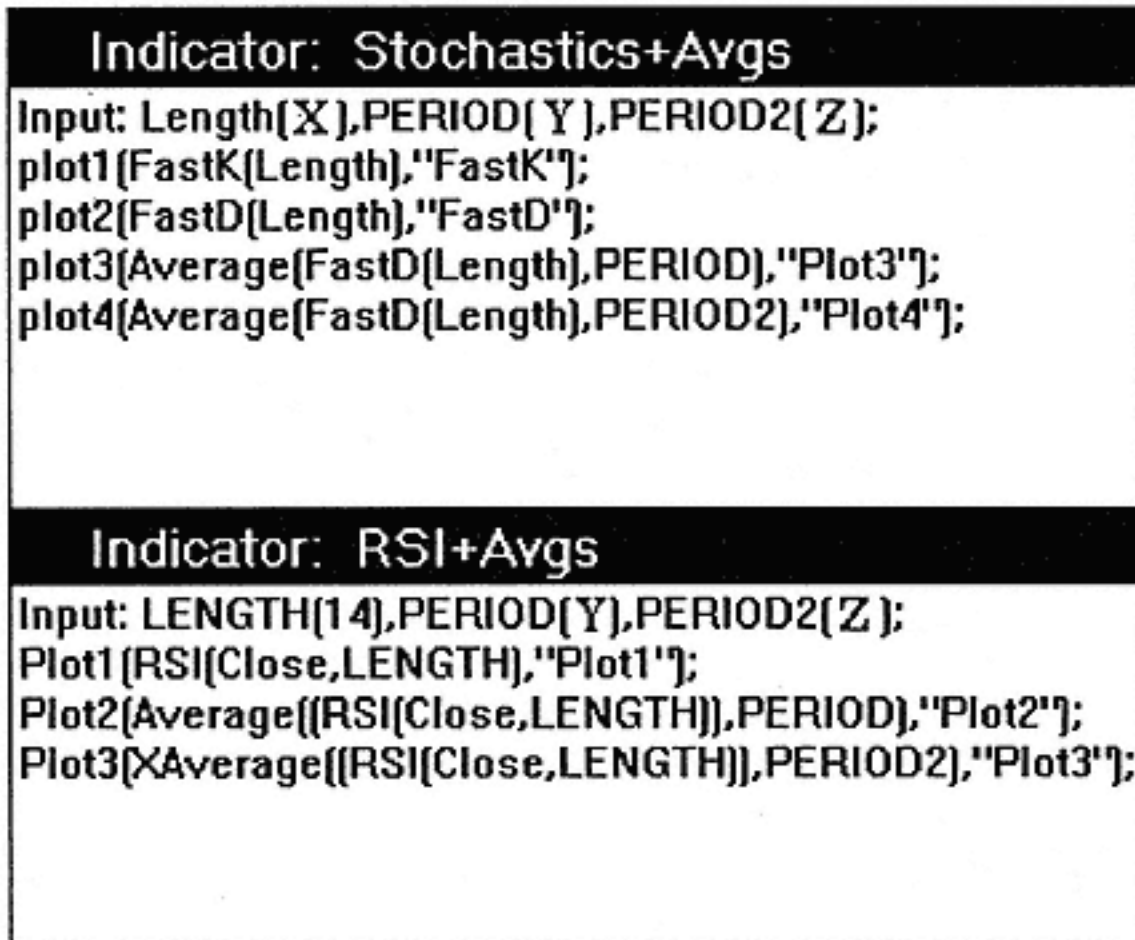 Indicator: Stochastics+Avgs
Input: Length(X),PERIOD(Y),PERIOD2(Z);
plot1(FastK(Length),"FastK");
plot2(FastD(Length),"FastD");
plot3(Average(FastD(Length),PERIOD),"Plot3");
plot4(Average(FastD(Length),PERIOD2),"Plot4");
Indicator: RSI+Avgs
Input: LENGTH(14),PERIOD(Y),PERIOD2(Z);
Plot1(RSI(Close,LENGTH),"Plot1");
Plot2(Average((RSI(Close,LENGTH)),PERIOD),"Plot2");
Plot3(XAverage((RSI(Close,LENGTH)),PERIOD2),"Plot3");